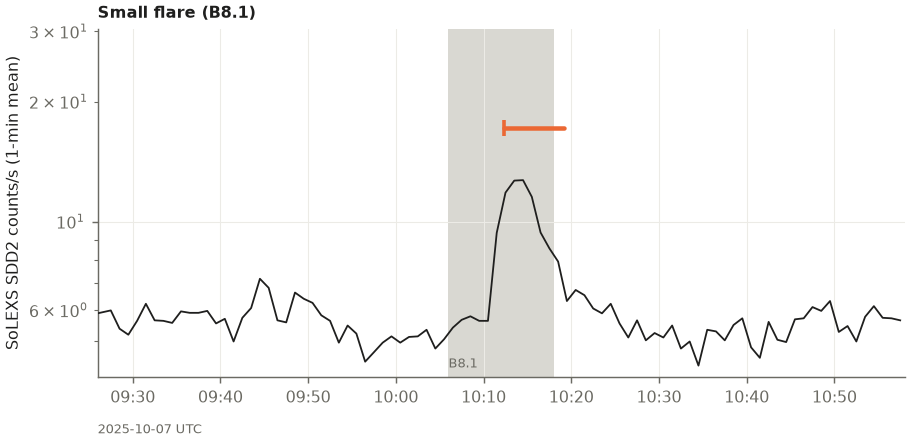 Small flare (B8.1)
SoLEXS SDD2 counts/s (1-min mean)
3 × 10¹
2 × 10¹
10¹
6 × 10⁰
B8.1
09:30 09:40 09:50 10:00 10:10 10:20 10:30 10:40 10:50
2025-10-07 UTC